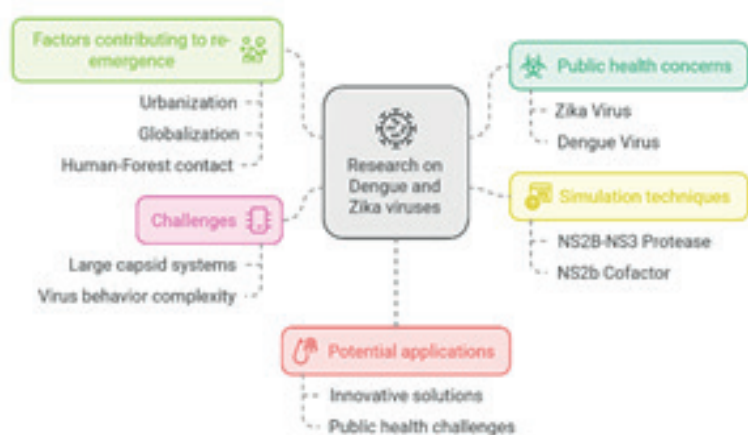 Factors contributing to re-
emergence
Urbanization
Globalization
Human-Forest contact
Challenges
Large capsid systems
Virus behavior complexity
Research on
Dengue and
Zika viruses
Public health concerns
Zika Virus
Dengue Virus
Simulation techniques
NS2B-NS3 Protease
NS2b Cofactor
Potential applications
Innovative solutions
Public health challenges